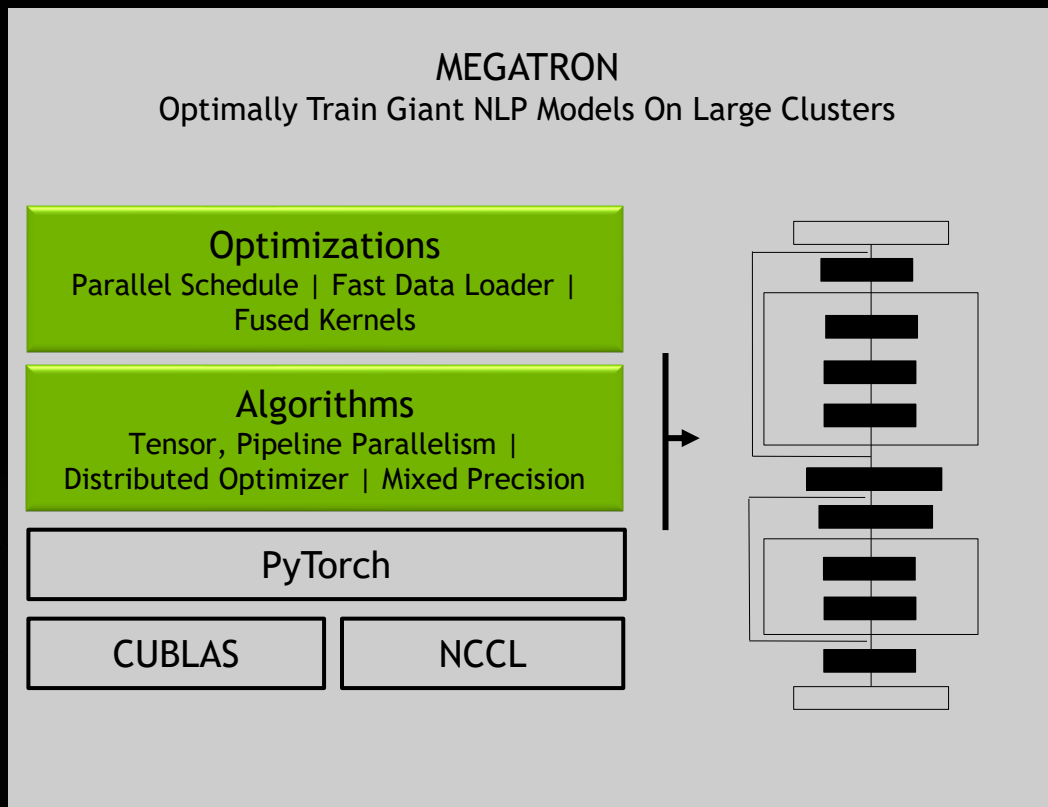 MEGATRON
Optimally Train Giant NLP Models On Large Clusters
Optimizations
Parallel Schedule | Fast Data Loader |
Fused Kernels
Algorithms
Tensor, Pipeline Parallelism |
Distributed Optimizer | Mixed Precision
PyTorch
CUBLAS
NCCL